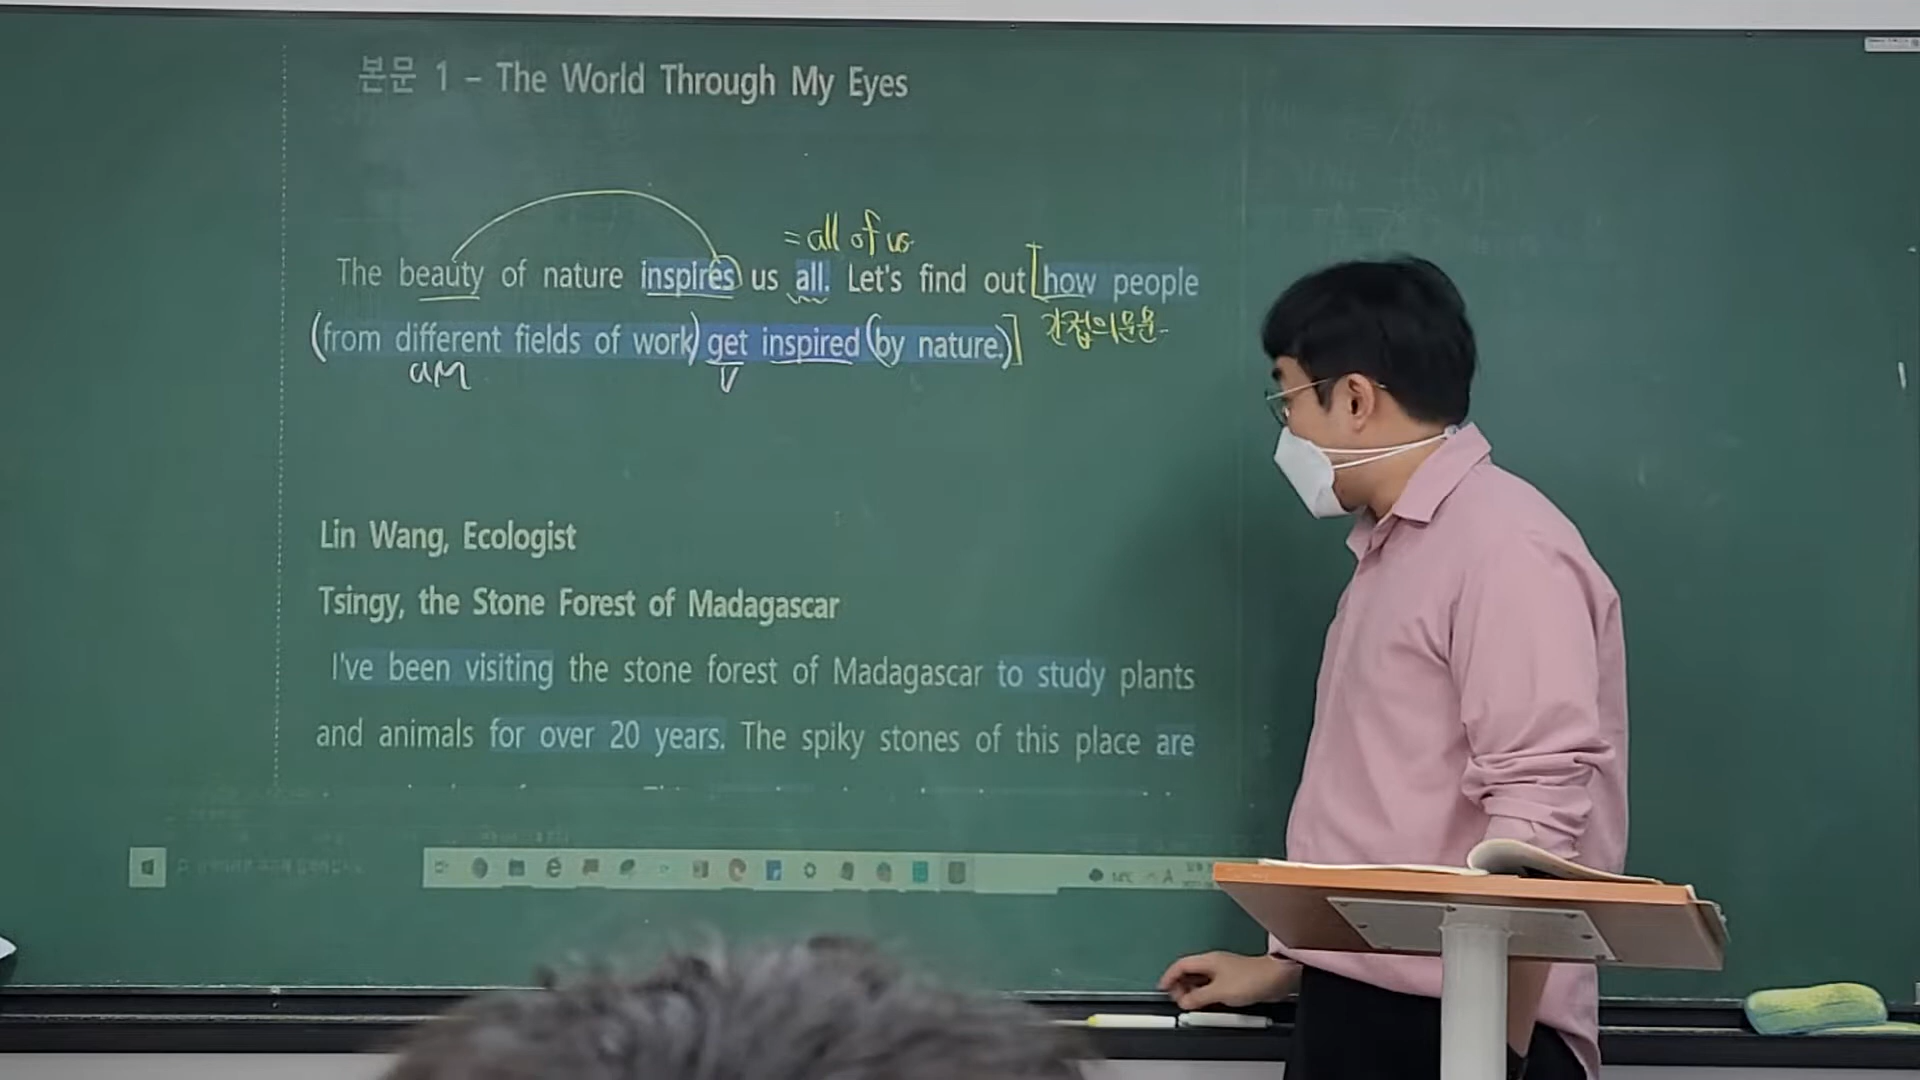 본문 1 – The World Through My Eyes
= all of us
The beauty of nature inspires us all. Let's find out [how people
(from different fields of work) get inspired (by nature.)]
간접의문문
V
Lin Wang, Ecologist
Tsingy, the Stone Forest of Madagascar
I've been visiting the stone forest of Madagascar to study plants
and animals for over 20 years. The spiky stones of this place are